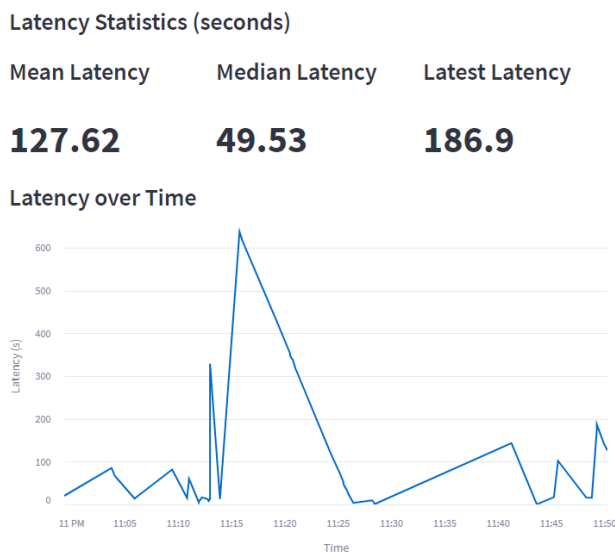 Latency Statistics (seconds)
Mean Latency Median Latency Latest Latency
127.62 49.53 186.9
Latency over Time
600
500
400
300
200
100
0
Latency (s)
11 PM 11:05 11:10 11:15 11:20 11:25 11:30 11:35 11:40 11:45 11:50
Time